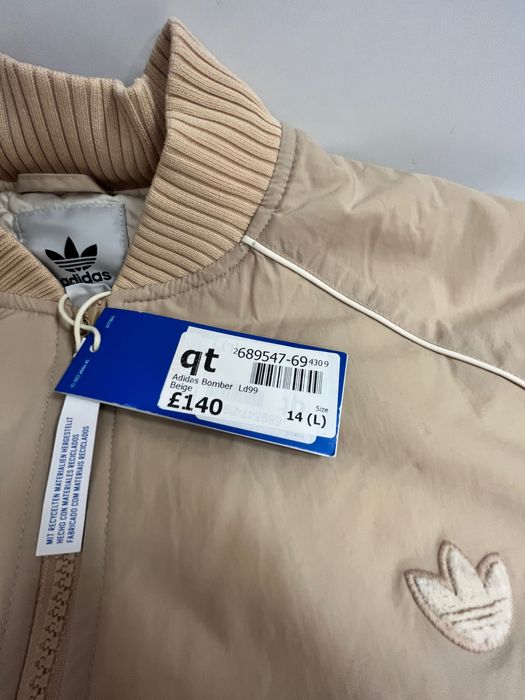 adidas
qt
2689547-69 4309
Adidas Bomber Ld99
Beige
£140
Size
14 (L)
MIT RECYCELTEN MATERIALIEN HERGESTELLT
HECHO CON MATERIALES RECICLADOS
FABRICADO COM MATERIAIS RECICLADOS